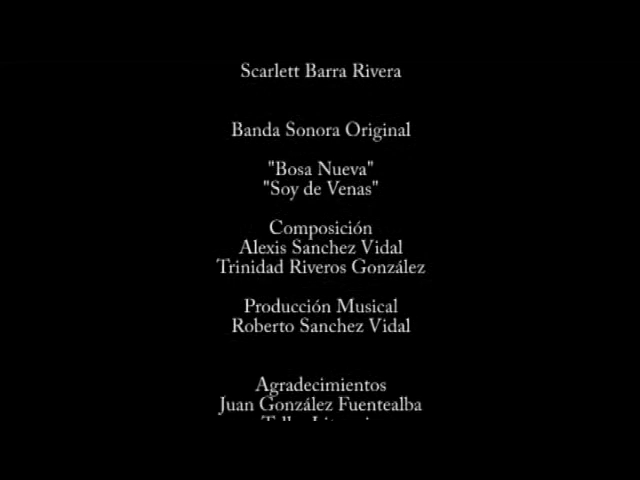 Scarlett Barra Rivera
Banda Sonora Original
"Bosa Nueva"
"Soy de Venas"
Composición
Alexis Sanchez Vidal
Trinidad Riveros González
Producción Musical
Roberto Sanchez Vidal
Agradecimientos
Juan González Fuentealba